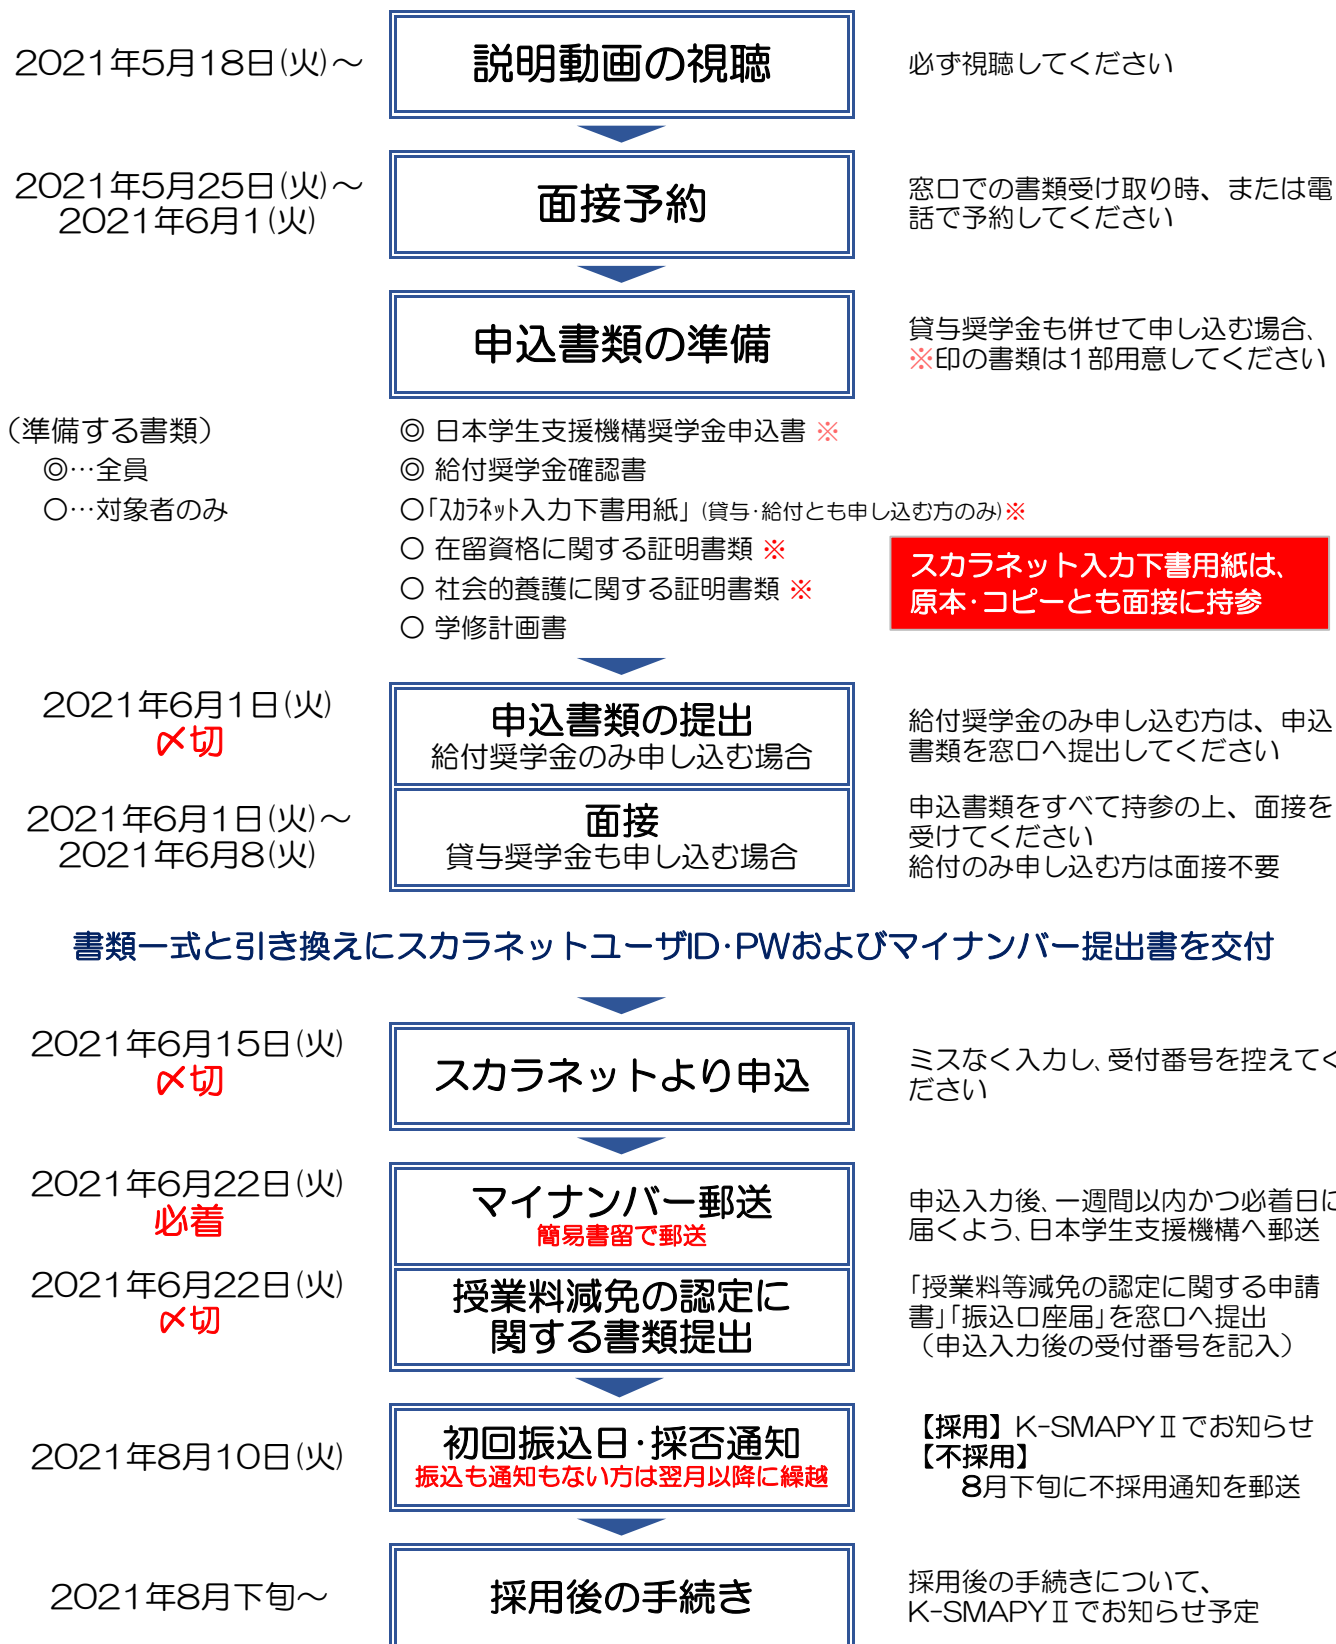 2021年5月18日(火)～
説明動画の視聴
必ず視聴してください
2021年5月25日(火)～
2021年6月1(火)
面接予約
窓口での書類受け取り時、または電
話で予約してください
申込書類の準備
貸与奨学金も併せて申し込む場合、
※印の書類は1部用意してください
（準備する書類）
◎…全員
○…対象者のみ
◎ 日本学生支援機構奨学金申込書 ※
◎ 給付奨学金確認書
○「ｽｶﾗﾈｯﾄ入力下書用紙」(貸与・給付とも申し込む方のみ)※
○ 在留資格に関する証明書類 ※
○ 社会的養護に関する証明書類 ※
○ 学修計画書
スカラネット入力下書用紙は、
原本・コピーとも面接に持参
2021年6月1日(火)
〆切
申込書類の提出
給付奨学金のみ申し込む場合
給付奨学金のみ申し込む方は、申込
書類を窓口へ提出してください
2021年6月1日(火)～
2021年6月8(火)
面接
貸与奨学金も申し込む場合
申込書類をすべて持参の上、面接を
受けてください
給付のみ申し込む方は面接不要
書類一式と引き換えにスカラネットユーザID・PWおよびマイナンバー提出書を交付
2021年6月15日(火)
〆切
スカラネットより申込
ミスなく入力し、受付番号を控えてく
ださい
2021年6月22日(火)
必着
マイナンバー郵送
簡易書留で郵送
申込入力後、一週間以内かつ必着日に
届くよう、日本学生支援機構へ郵送
2021年6月22日(火)
〆切
授業料減免の認定に
関する書類提出
「授業料等減免の認定に関する申請
書」「振込口座届」を窓口へ提出
（申込入力後の受付番号を記入）
2021年8月10日(火)
初回振込日・採否通知
振込も通知もない方は翌月以降に繰越
【採用】K-SMAPYⅡでお知らせ
【不採用】
8月下旬に不採用通知を郵送
2021年8月下旬～
採用後の手続き
採用後の手続きについて、
K-SMAPYⅡでお知らせ予定